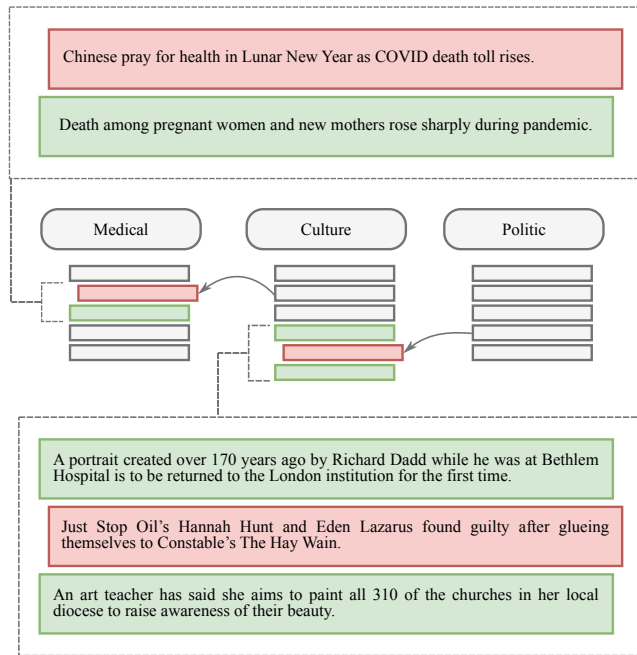 Chinese pray for health in Lunar New Year as COVID death toll rises.
Death among pregnant women and new mothers rose sharply during pandemic.
Medical
Culture
Politic
A portrait created over 170 years ago by Richard Dadd while he was at Bethlem
Hospital is to be returned to the London institution for the first time.
Just Stop Oil's Hannah Hunt and Eden Lazarus found guilty after glueing
themselves to Constable's The Hay Wain.
An art teacher has said she aims to paint all 310 of the churches in her local
diocese to raise awareness of their beauty.